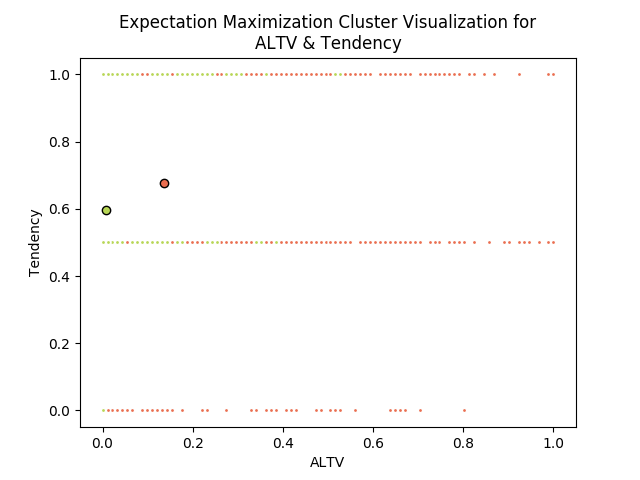 Expectation Maximization Cluster Visualization for
ALTV & Tendency
1.0
0.8
0.6
0.4
0.2
0.0
Tendency
0.0 0.2 0.4 0.6 0.8 1.0
ALTV